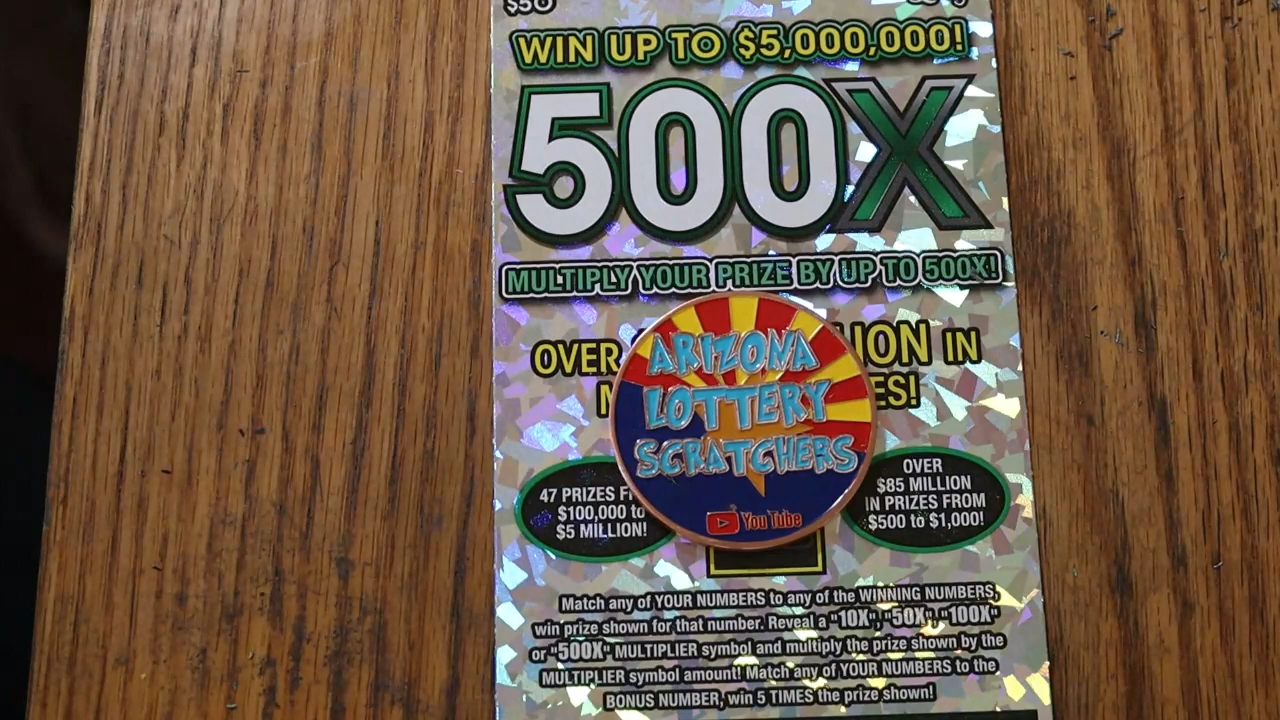 $50
WIN UP TO $5,000,000!
500X
MULTIPLY YOUR PRIZE BY UP TO 500X!
OVER IN
ARIZONA
LOTTERY
SCRATCHERS
YouTube
47 PRIZES
$100,000 to
$5 MILLION!
OVER
$85 MILLION
IN PRIZES FROM
$500 to $1,000!
Match any of YOUR NUMBERS to any of the WINNING NUMBERS,
win prize shown for that number. Reveal a "10X", "50X", "100X"
or "500X" MULTIPLIER symbol and multiply the prize shown by the
MULTIPLIER symbol amount! Match any of YOUR NUMBERS to the
BONUS NUMBER, win 5 TIMES the prize shown!